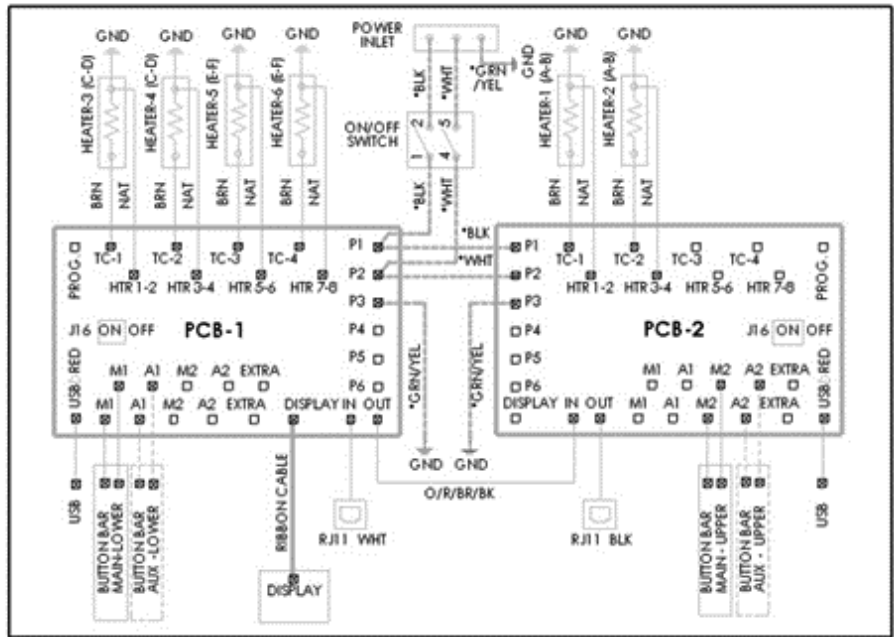 GND GND GND GND
POWER INLET
GND GND
HEATER-3 (C-D)
HEATER-4 (C-D)
HEATER-5 (E-F)
HEATER-6 (E-F)
*BLK
*WHT
*GRN/YEL
GND
HEATER-1 (A-B)
HEATER-2 (A-B)
ON/OFF SWITCH
2 5
1 4
BRN NAT BRN NAT BRN NAT BRN NAT
*BLK
*WHT
BRN NAT BRN NAT
*BLK
*WHT
PROG.
TC-1 TC-2 TC-3 TC-4
HTR 1-2 HTR 3-4 HTR 5-6 HTR 7-8
P1
P2
P3
P4
P5
P6
J16 ON OFF
PCB-1
USB RED
M1 A1 M2 A2 EXTRA
M1 A1 M2 A2 EXTRA DISPLAY IN OUT
*GRN/YEL
*GRN/YEL
GND GND
P1
P2
P3
P4
P5
P6
TC-1 TC-2 TC-3 TC-4
HTR 1-2 HTR 3-4 HTR 5-6 HTR 7-8
PROG.
PCB-2
J16 ON OFF
M1 A1 M2 A2 EXTRA
DISPLAY IN OUT M1 A1 M2 A2 EXTRA
USB RED
O/R/BR/BK
USB
BUTTON BAR
MAIN-LOWER
BUTTON BAR
AUX -LOWER
RIBBON CABLE
DISPLAY
RJ11 WHT
RJ11 BLK
BUTTON BAR
MAIN - UPPER
BUTTON BAR
AUX - UPPER
USB